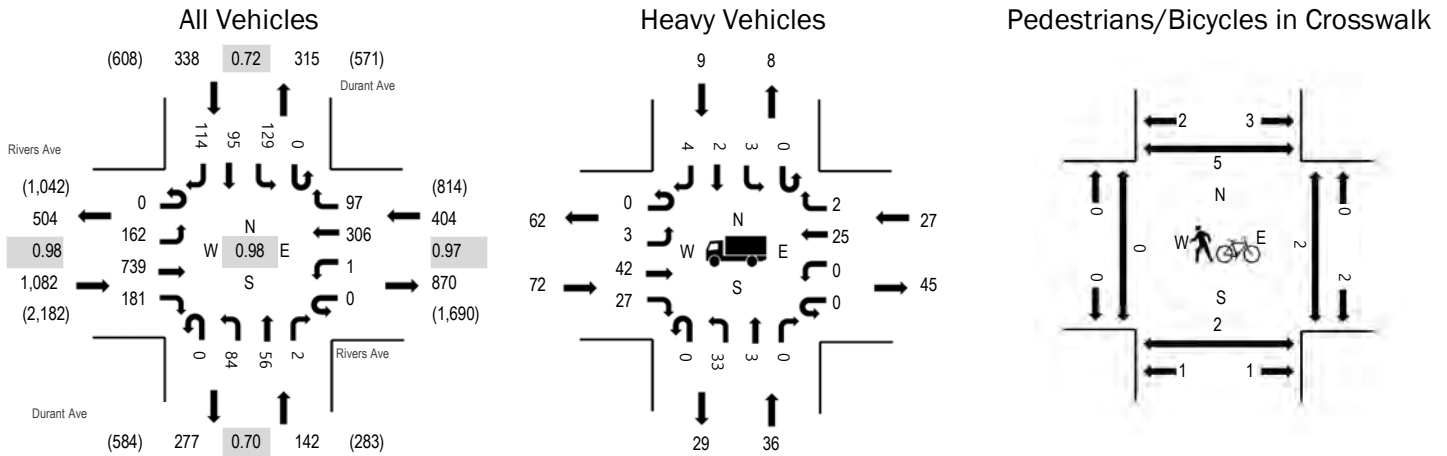 All Vehicles
(608) 338 0.72 315 (571)
Durant Ave
114 95 129 0
Rivers Ave
(1,042) 0 97 (814)
504 162 N 306 404
0.98 W 0.98 E 0.97
739 S 1
1,082 870
181 0
(2,182) (1,690)
0 84 56 2
Rivers Ave
Durant Ave
(584) 277 0.70 142 (283)
Heavy Vehicles
9 8
4 2 3 0
0 2
62 N 25 27
3 W E
42 0
72 S 45
27 0
0 33 3 0
29 36
Pedestrians/Bicycles in Crosswalk
2 3
5
N
0 0
W E
0 2
0 2
S
2
1 1